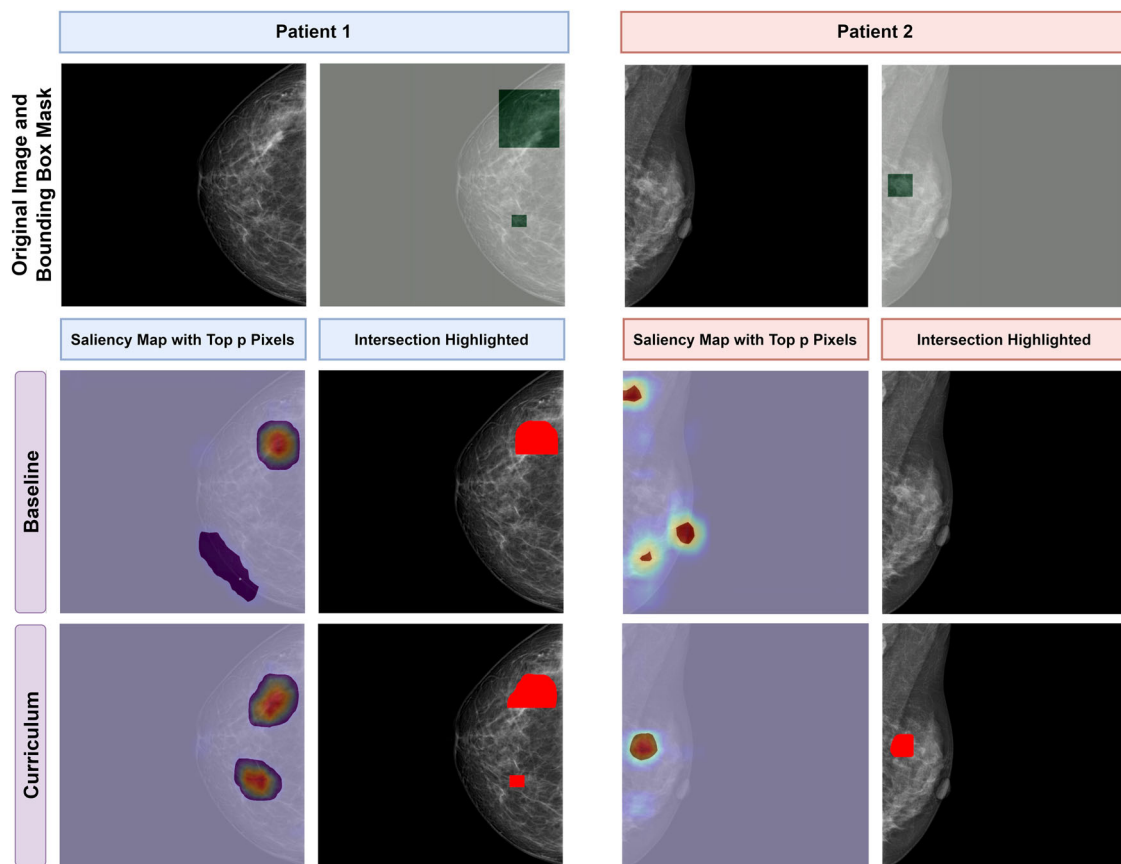 Patient 1
Patient 2
Original Image and
Bounding Box Mask
Saliency Map with Top p Pixels
Intersection Highlighted
Saliency Map with Top p Pixels
Intersection Highlighted
Baseline
Curriculum